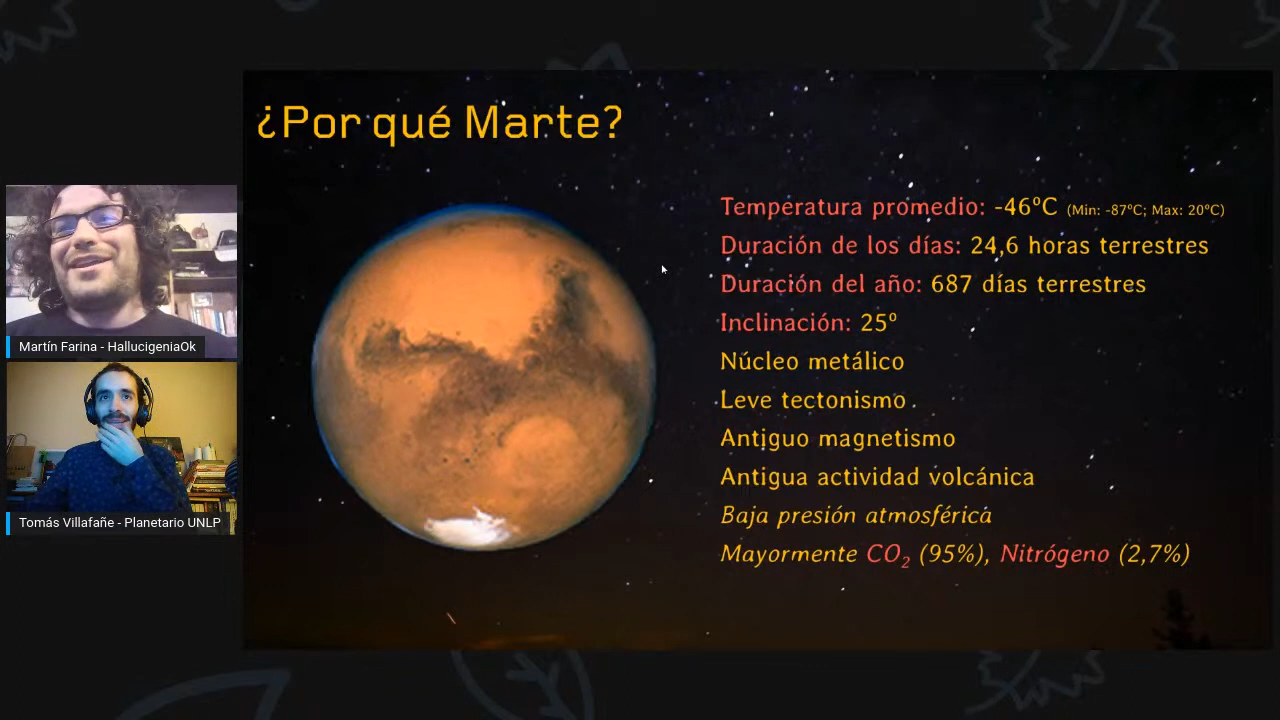 ¿Por qué Marte?
Temperatura promedio: -46ºC (Min: -87ºC; Max: 20ºC)
Duración de los días: 24,6 horas terrestres
Duración del año: 687 días terrestres
Inclinación: 25º
Núcleo metálico
Leve tectonismo
Antiguo magnetismo
Antigua actividad volcánica
Baja presión atmosférica
Mayormente CO₂ (95%), Nitrógeno (2,7%)
Martín Farina - HallucigeniaOk
Tomás Villafañe - Planetario UNLP